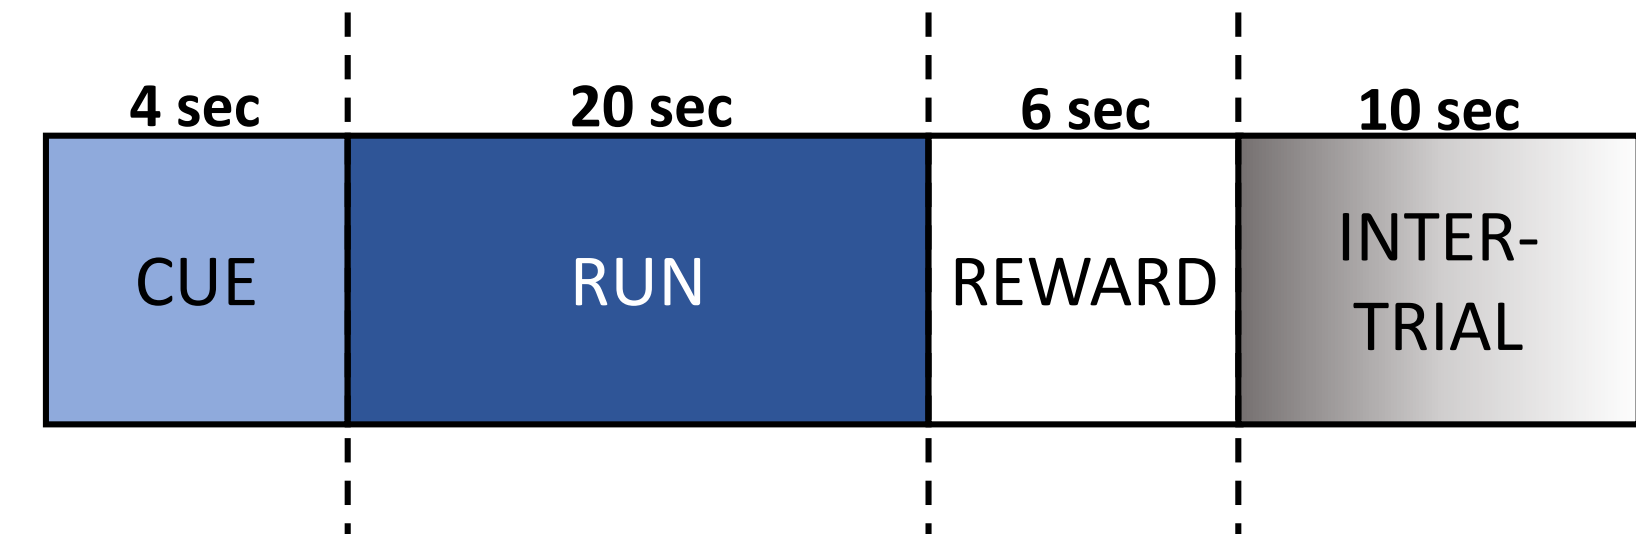 4 sec
20 sec
6 sec
10 sec
CUE
RUN
REWARD
INTER-
TRIAL